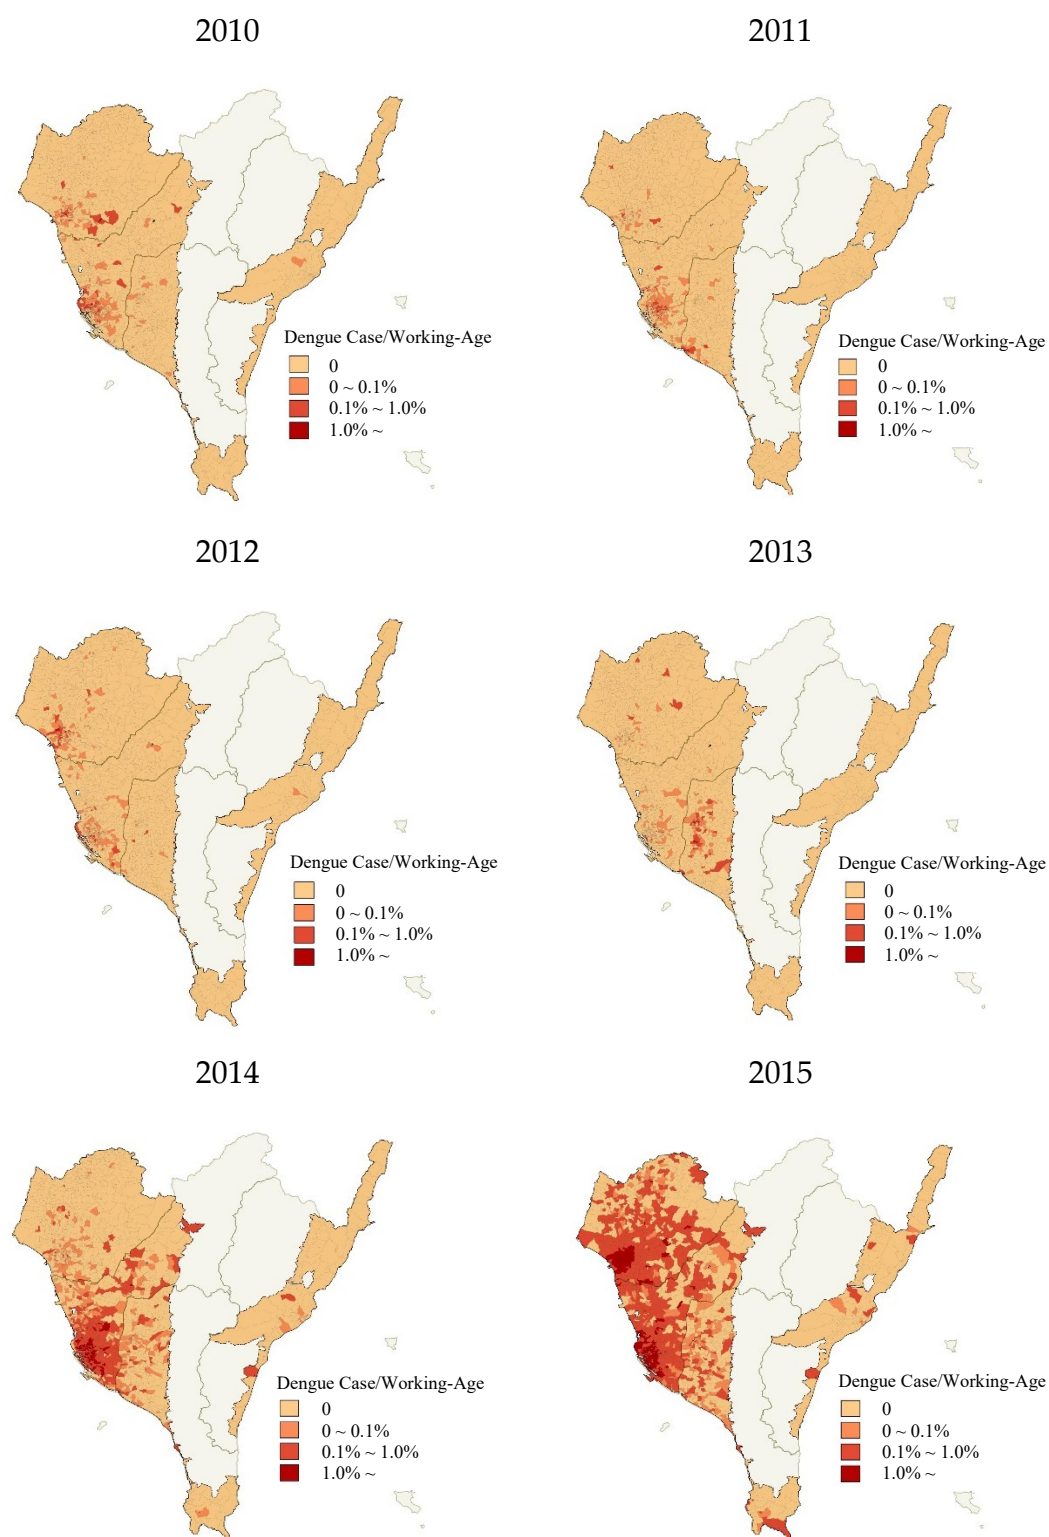 2010
2011
Dengue Case/Working-Age
0
0 ~ 0.1%
0.1% ~ 1.0%
1.0% ~
Dengue Case/Working-Age
0
0 ~ 0.1%
0.1% ~ 1.0%
1.0% ~
2012
2013
Dengue Case/Working-Age
0
0 ~ 0.1%
0.1% ~ 1.0%
1.0% ~
Dengue Case/Working-Age
0
0 ~ 0.1%
0.1% ~ 1.0%
1.0% ~
2014
2015
Dengue Case/Working-Age
0
0 ~ 0.1%
0.1% ~ 1.0%
1.0% ~
Dengue Case/Working-Age
0
0 ~ 0.1%
0.1% ~ 1.0%
1.0% ~